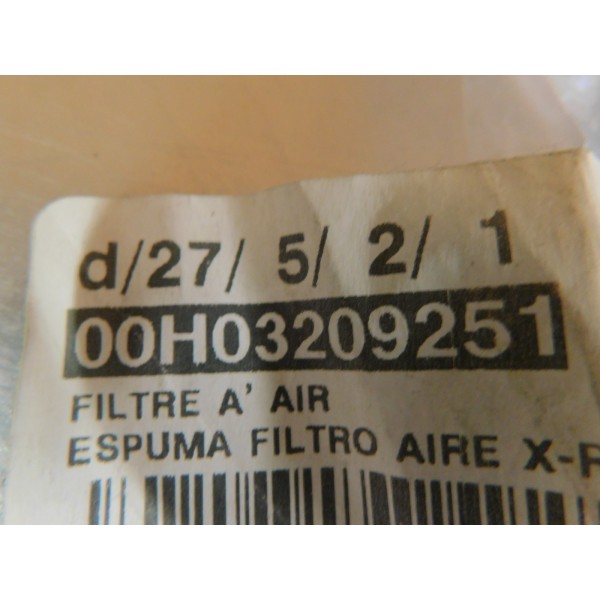 d/27/ 5/ 2/ 1
00H03209251
FILTRE A' AIR
ESPUMA FILTRO AIRE